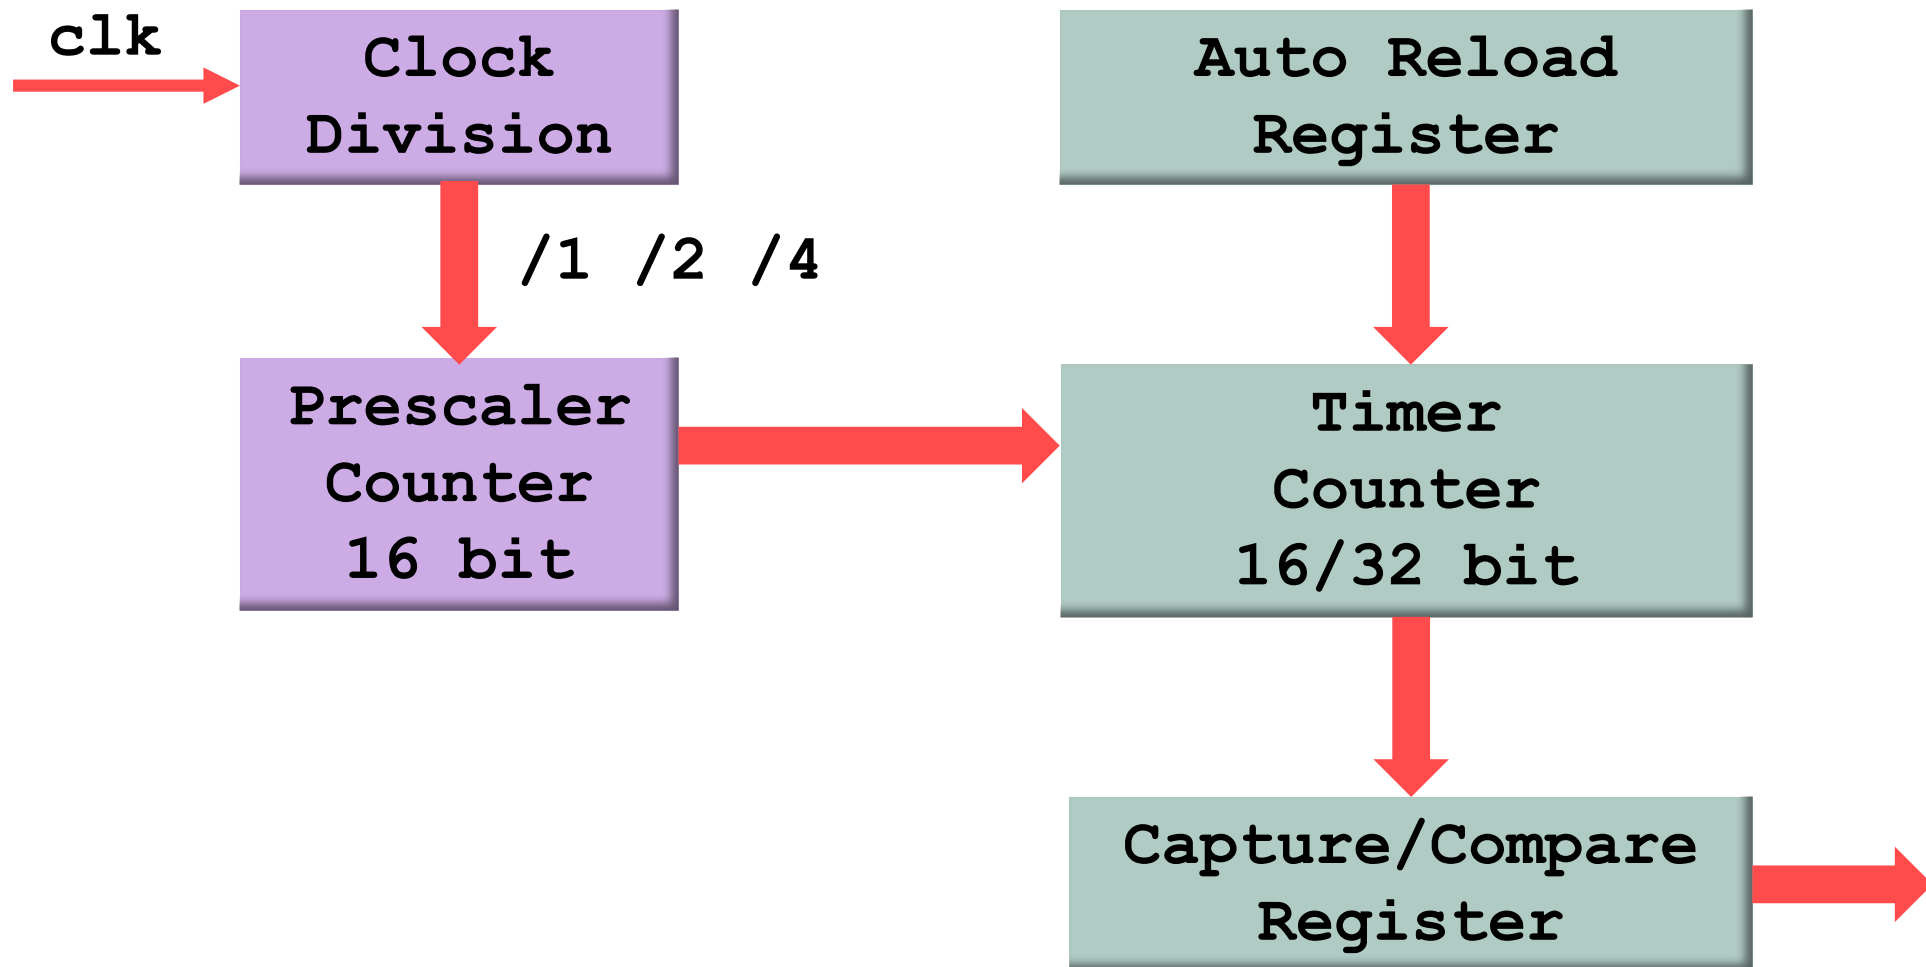 clk
Clock
Division
/1 /2 /4
Prescaler
Counter
16 bit
Auto Reload
Register
Timer
Counter
16/32 bit
Capture/Compare
Register